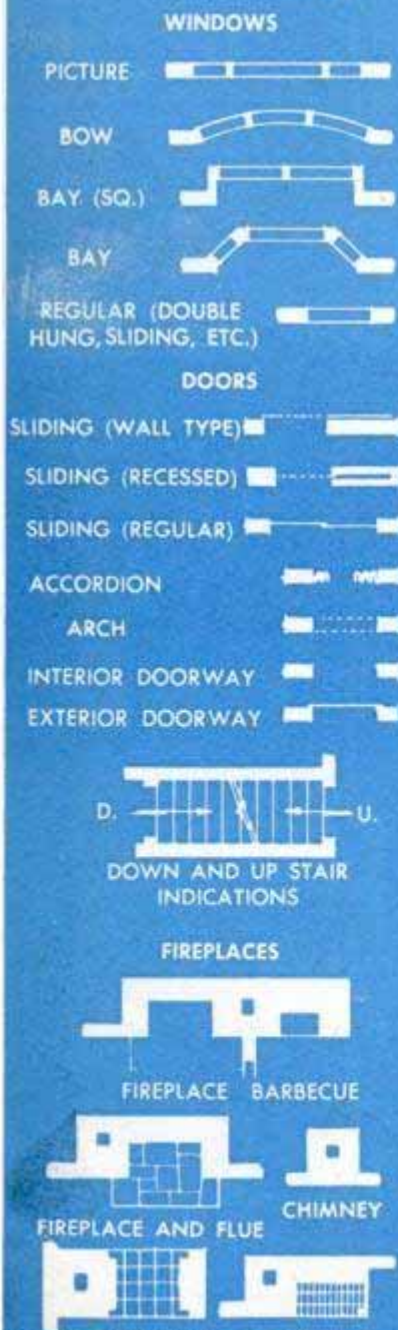 WINDOWS
PICTURE
BOW
BAY (SQ.)
BAY
REGULAR (DOUBLE
HUNG, SLIDING, ETC.)
DOORS
SLIDING (WALL TYPE)
SLIDING (RECESSED)
SLIDING (REGULAR)
ACCORDION
ARCH
INTERIOR DOORWAY
EXTERIOR DOORWAY
D. U.
DOWN AND UP STAIR
INDICATIONS
FIREPLACES
FIREPLACE BARBECUE
CHIMNEY
FIREPLACE AND FLUE